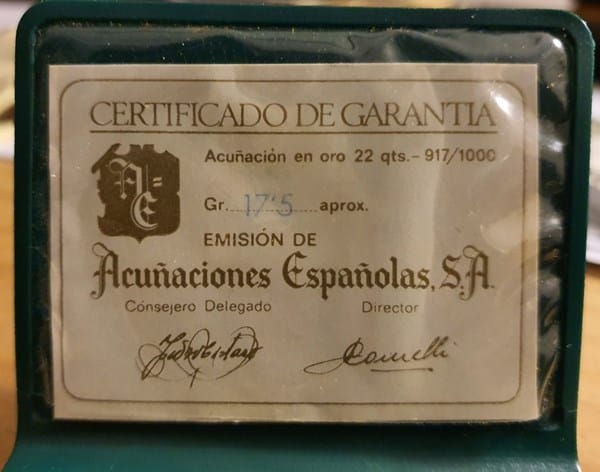 CERTIFICADO DE GARANTIA
A=E
Acuñación en oro 22 qts.- 917/1000
Gr. 17'5 aprox.
EMISIÓN DE
Acuñaciones Españolas, S.A.
Consejero Delegado Director